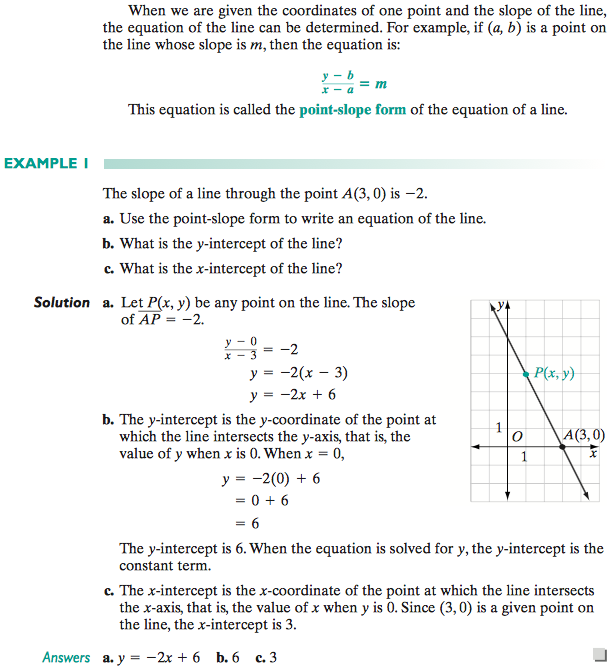 When we are given the coordinates of one point and the slope of the line,
the equation of the line can be determined. For example, if (a, b) is a point on
the line whose slope is m, then the equation is:
y − b
x − a = m
This equation is called the point-slope form of the equation of a line.
EXAMPLE 1
The slope of a line through the point A(3, 0) is −2.
a. Use the point-slope form to write an equation of the line.
b. What is the y-intercept of the line?
c. What is the x-intercept of the line?
Solution a. Let P(x, y) be any point on the line. The slope
of AP = −2.
y − 0
x − 3 = −2
y = −2(x − 3)
y = −2x + 6
b. The y-intercept is the y-coordinate of the point at
which the line intersects the y-axis, that is, the
value of y when x is 0. When x = 0,
y = −2(0) + 6
= 0 + 6
= 6
y
P(x, y)
1
O
A(3, 0)
1
x
The y-intercept is 6. When the equation is solved for y, the y-intercept is the
constant term.
c. The x-intercept is the x-coordinate of the point at which the line intersects
the x-axis, that is, the value of x when y is 0. Since (3, 0) is a given point on
the line, the x-intercept is 3.
Answers a. y = −2x + 6 b. 6 c. 3